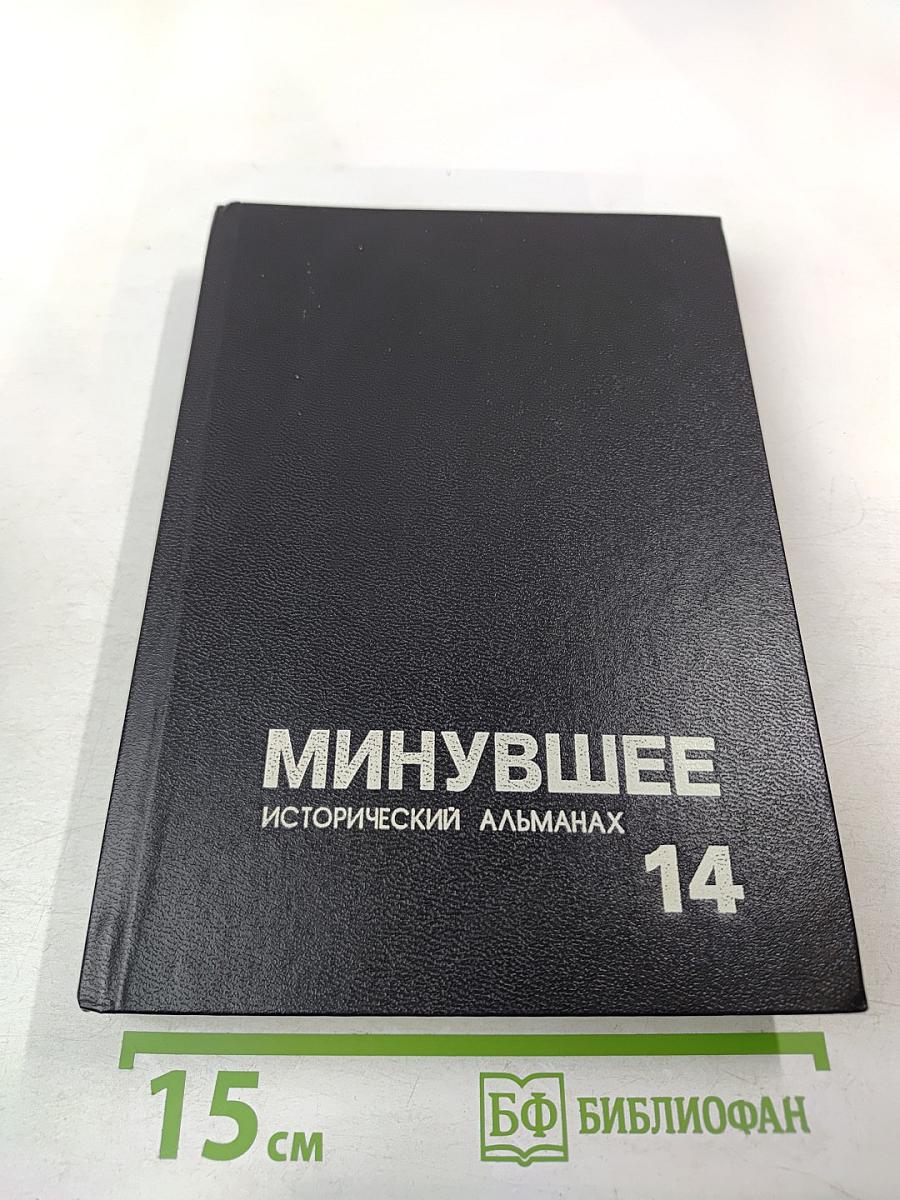 МИНУВШЕЕ
ИСТОРИЧЕСКИЙ АЛЬМАНАХ
14
15 см
БФ БИБЛИОФАН